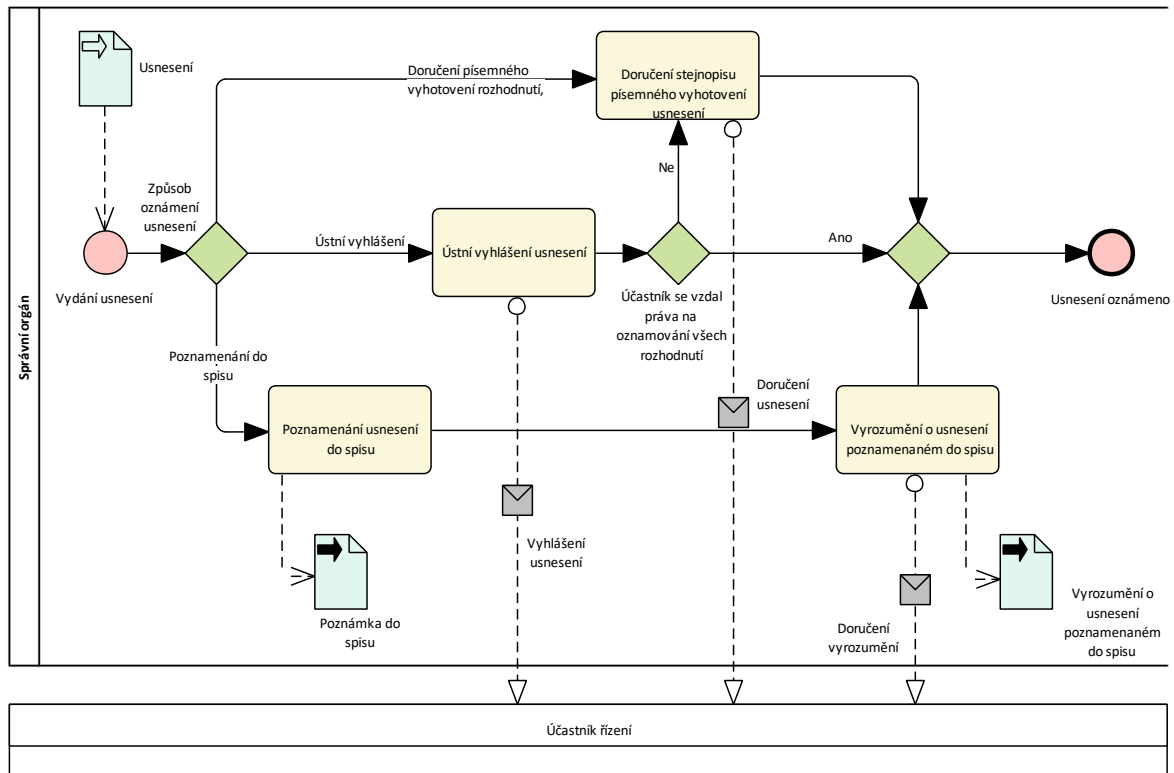 Správní orgán
Usnesení
Vydání usnesení
Způsob
oznámení
usnesení
Doručení písemného
vyhotovení rozhodnutí,
Doručení stejnopisu
písemného vyhotovení
usnesení
Ústní vyhlášení
Ústní vyhlášení usnesení
Ne
Ano
Účastník se vzdal
práva na
oznamování všech
rozhodnutí
Usnesení oznámeno
Poznamenání do
spisu
Poznamenání usnesení
do spisu
Doručení
usnesení
Vyrozumění o usnesení
poznamenaném do spisu
Vyhlášení
usnesení
Poznámka do
spisu
Doručení
vyrozumění
Vyrozumění o
usnesení
poznamenaném
do spisu
Účastník řízení